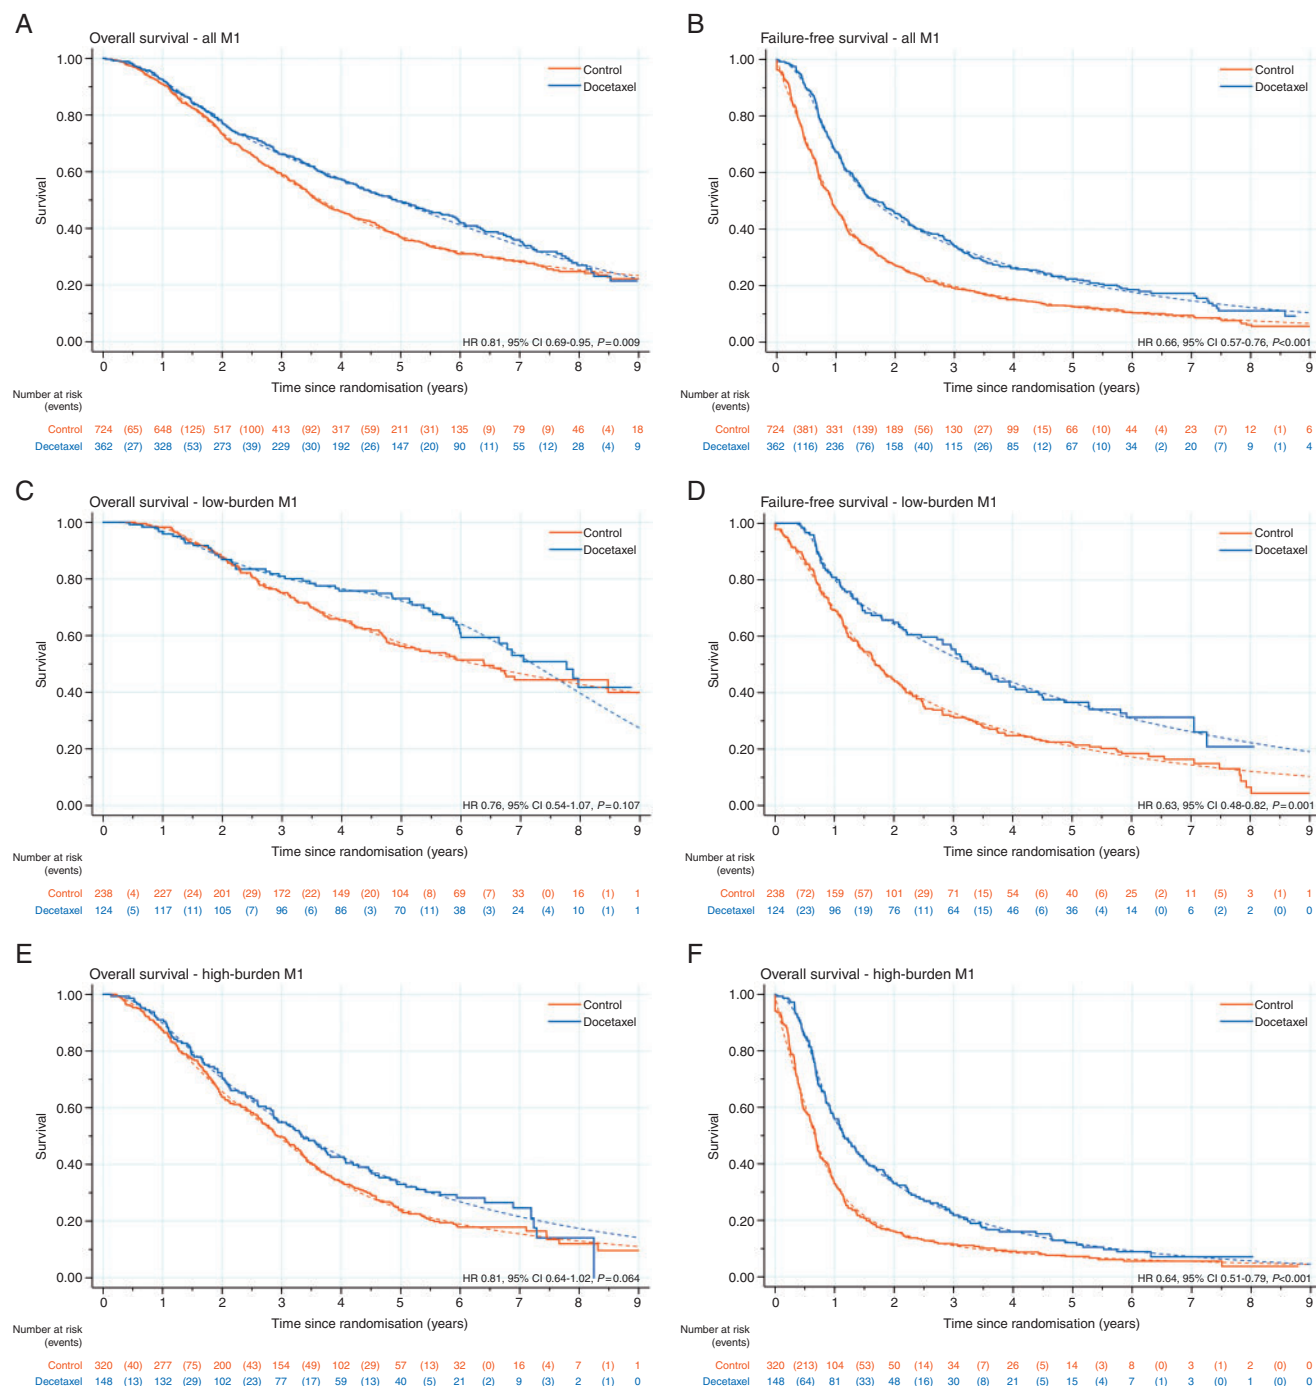 A
Overall survival - all M1
1.00
0.80
0.60
0.40
0.20
0.00
Survival
Control
Docetaxel
HR 0.81, 95% CI 0.69-0.95, P=0.009
0 1 2 3 4 5 6 7 8 9
Time since randomisation (years)
Number at risk
(events)
Control 724 (65) 648 (125) 517 (100) 413 (92) 317 (59) 211 (31) 135 (9) 79 (9) 46 (4) 18
Decetaxel 362 (27) 328 (53) 273 (39) 229 (30) 192 (26) 147 (20) 90 (11) 55 (12) 28 (4) 9
B
Failure-free survival - all M1
1.00
0.80
0.60
0.40
0.20
0.00
Survival
Control
Docetaxel
HR 0.66, 95% CI 0.57-0.76, P<0.001
0 1 2 3 4 5 6 7 8 9
Time since randomisation (years)
Number at risk
(events)
Control 724 (381) 331 (139) 189 (56) 130 (27) 99 (15) 66 (10) 44 (4) 23 (7) 12 (1) 6
Decetaxel 362 (116) 236 (76) 158 (40) 115 (26) 85 (12) 67 (10) 34 (2) 20 (7) 9 (1) 4
C
Overall survival - low-burden M1
1.00
0.80
0.60
0.40
0.20
0.00
Survival
Control
Docetaxel
HR 0.76, 95% CI 0.54-1.07, P=0.107
0 1 2 3 4 5 6 7 8 9
Time since randomisation (years)
Number at risk
(events)
Control 238 (4) 227 (24) 201 (29) 172 (22) 149 (20) 104 (8) 69 (7) 33 (0) 16 (1) 1
Decetaxel 124 (5) 117 (11) 105 (7) 96 (6) 86 (3) 70 (11) 38 (3) 24 (4) 10 (1) 1
D
Failure-free survival - low-burden M1
1.00
0.80
0.60
0.40
0.20
0.00
Survival
Control
Docetaxel
HR 0.63, 95% CI 0.48-0.82, P=0.001
0 1 2 3 4 5 6 7 8 9
Time since randomisation (years)
Number at risk
(events)
Control 238 (72) 159 (57) 101 (29) 71 (15) 54 (6) 40 (6) 25 (2) 11 (5) 3 (1) 1
Decetaxel 124 (23) 96 (19) 76 (11) 64 (15) 46 (6) 36 (4) 14 (0) 6 (2) 2 (0) 0
E
Overall survival - high-burden M1
1.00
0.80
0.60
0.40
0.20
0.00
Survival
Control
Docetaxel
HR 0.81, 95% CI 0.64-1.02, P=0.064
0 1 2 3 4 5 6 7 8 9
Time since randomisation (years)
Number at risk
(events)
Control 320 (40) 277 (75) 200 (43) 154 (49) 102 (29) 57 (13) 32 (0) 16 (4) 7 (1) 1
Decetaxel 148 (13) 132 (29) 102 (23) 77 (17) 59 (13) 40 (5) 21 (2) 9 (3) 2 (1) 0
F
Overall survival - high-burden M1
1.00
0.80
0.60
0.40
0.20
0.00
Survival
Control
Docetaxel
HR 0.64, 95% CI 0.51-0.79, P<0.001
0 1 2 3 4 5 6 7 8 9
Time since randomisation (years)
Number at risk
(events)
Control 320 (213) 104 (53) 50 (14) 34 (7) 26 (5) 14 (3) 8 (0) 3 (1) 2 (0) 0
Decetaxel 148 (64) 81 (33) 48 (16) 30 (8) 21 (5) 15 (4) 7 (1) 3 (0) 1 (0) 0